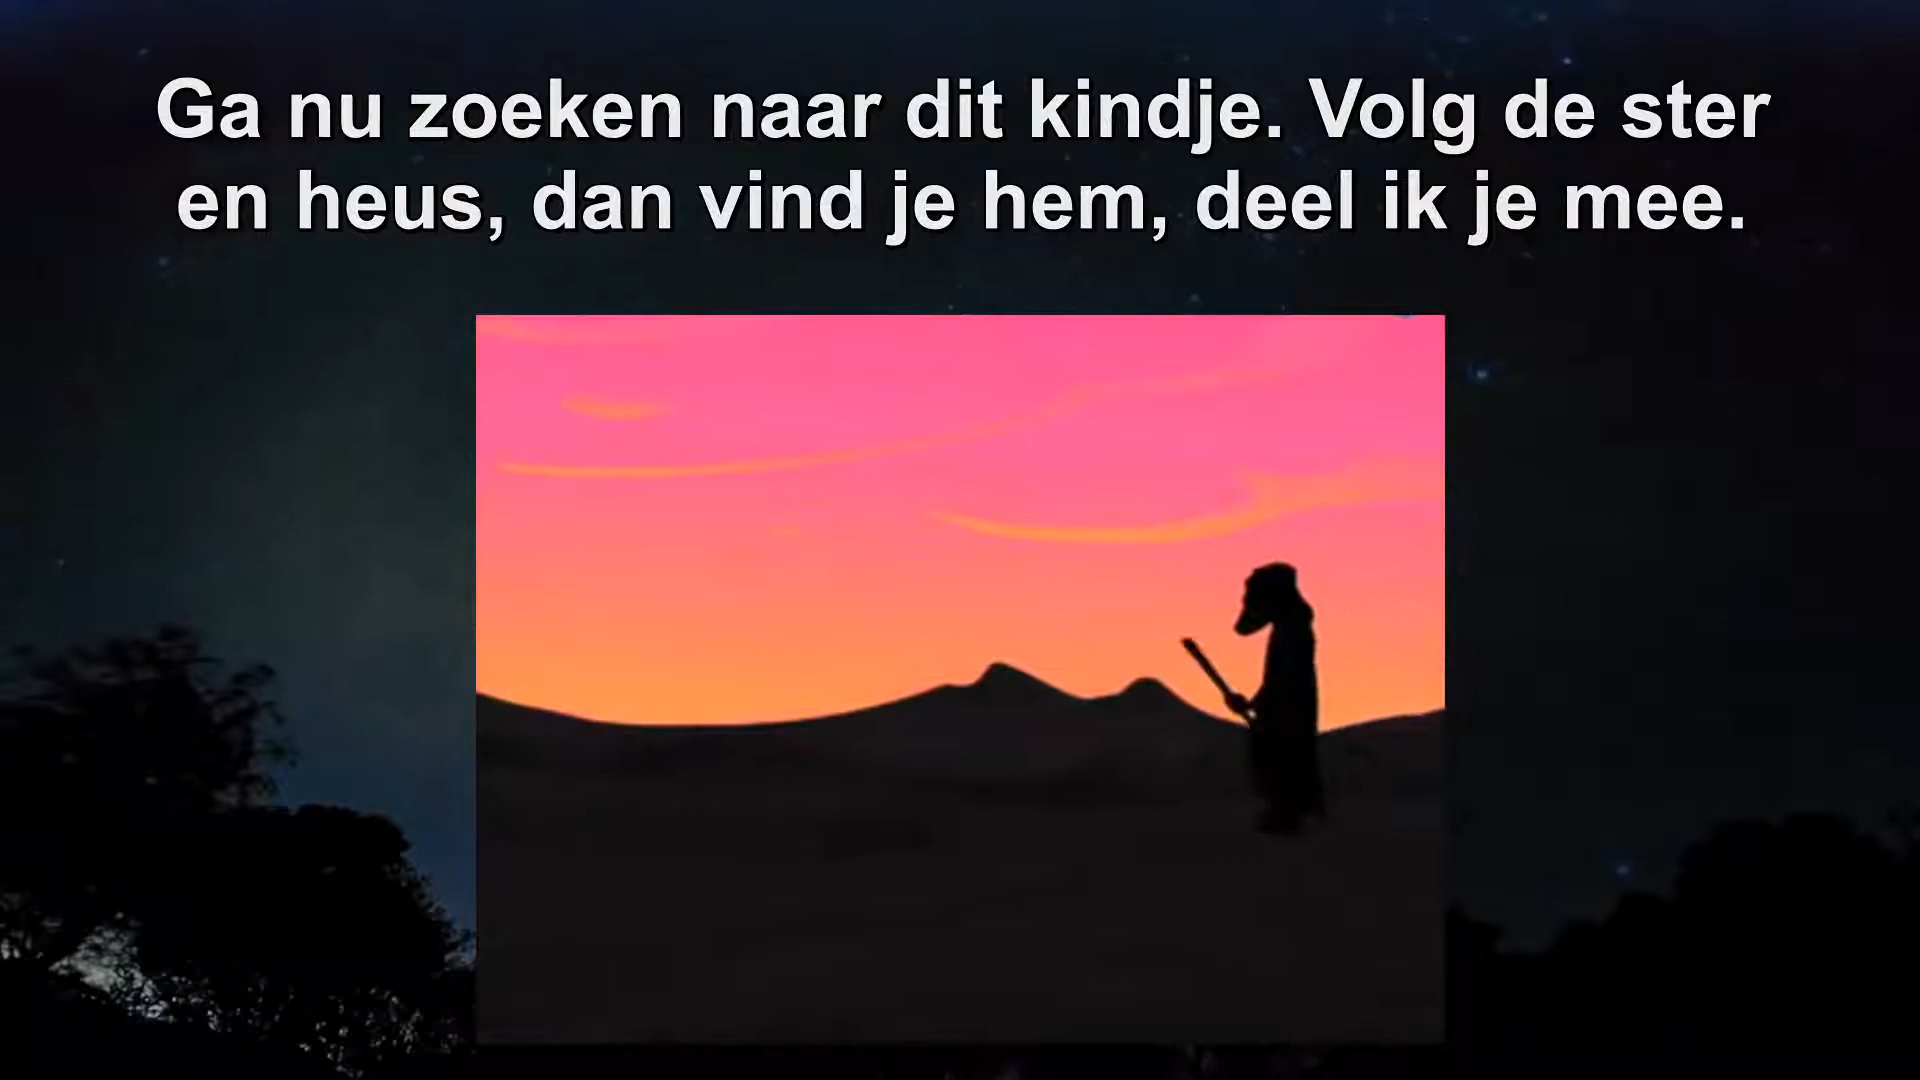 Ga nu zoeken naar dit kindje. Volg de ster
en heus, dan vind je hem, deel ik je mee.